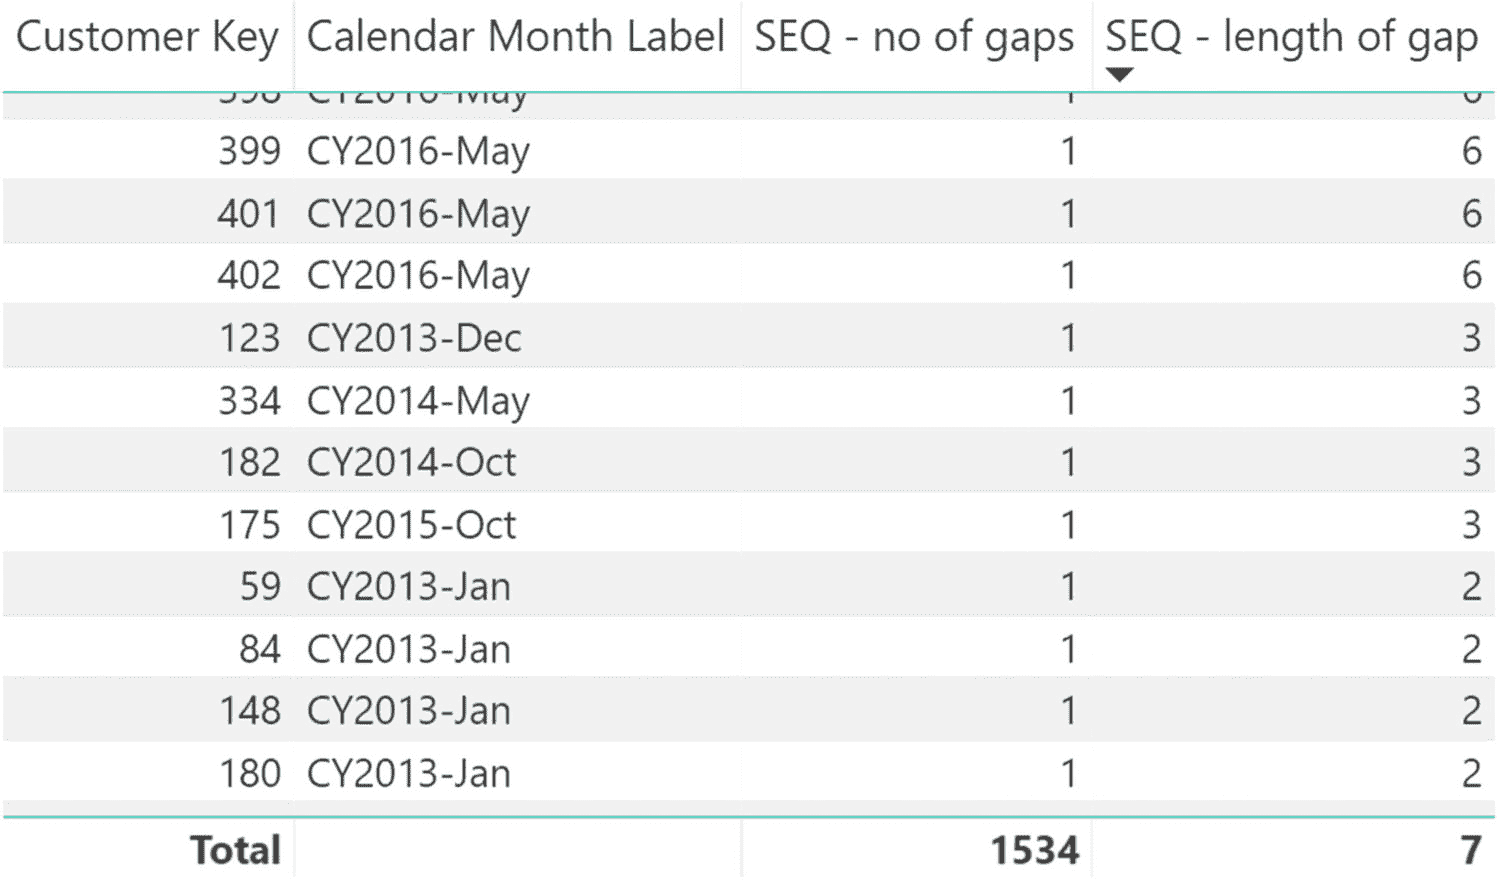 Customer Key Calendar Month Label SEQ - no of gaps SEQ - length of gap
399 CY2016-May 1 6
401 CY2016-May 1 6
402 CY2016-May 1 6
123 CY2013-Dec 1 3
334 CY2014-May 1 3
182 CY2014-Oct 1 3
175 CY2015-Oct 1 3
59 CY2013-Jan 1 2
84 CY2013-Jan 1 2
148 CY2013-Jan 1 2
180 CY2013-Jan 1 2
Total 1534 7